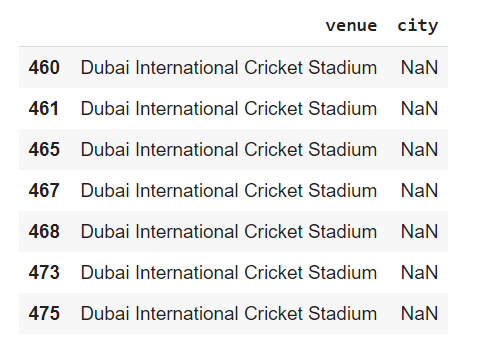 venue city
460 Dubai International Cricket Stadium NaN
461 Dubai International Cricket Stadium NaN
465 Dubai International Cricket Stadium NaN
467 Dubai International Cricket Stadium NaN
468 Dubai International Cricket Stadium NaN
473 Dubai International Cricket Stadium NaN
475 Dubai International Cricket Stadium NaN